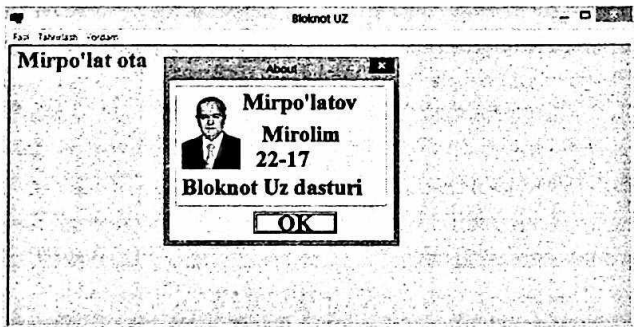 Bloknot UZ
Fayl Tahrirlash Yordam
Mirpo'lat ota
About
Mirpo'latov
Mirolim
22-17
Bloknot Uz dasturi
OK